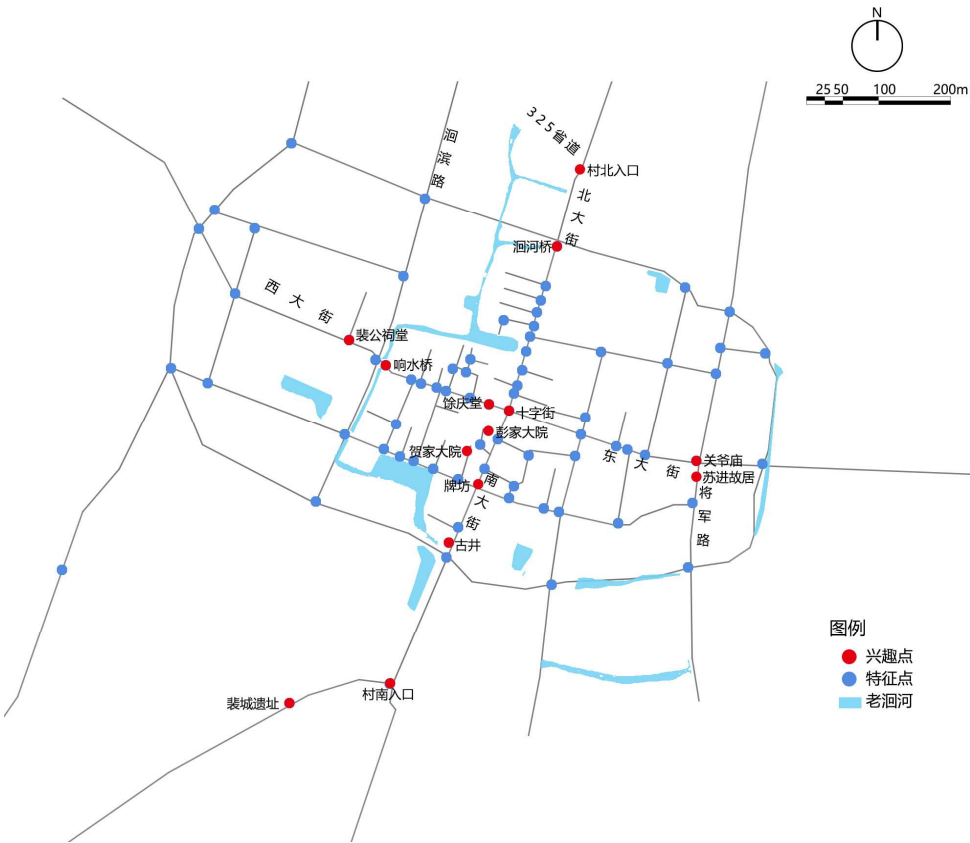 N
25 50 100 200m
325省道
洄滨路
村北入口
北大街
洄河桥
西大街
裴公祠堂
响水桥
馀庆堂
十字街
彭家大院
贺家大院
东大街
关爷庙
苏进故居
牌坊
南大街
将军路
古井
图例
兴趣点
特征点
老洄河
村南入口
裴城遗址